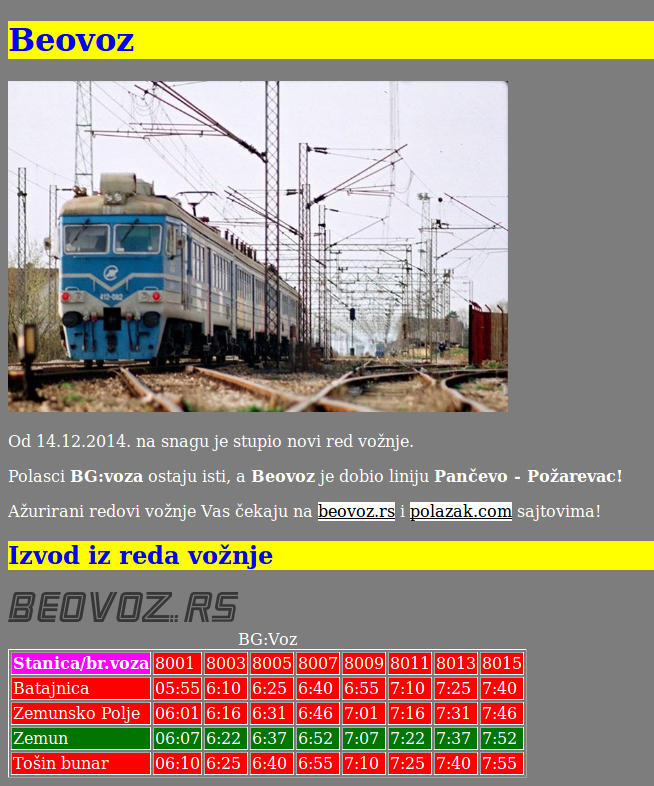 Beovoz
412-082
Od 14.12.2014. na snagu je stupio novi red vožnje.
Polasci BG:voza ostaju isti, a Beovoz je dobio liniju Pančevo - Požarevac!
Ažurirani redovi vožnje Vas čekaju na beovoz.rs i polazak.com sajtovima!
Izvod iz reda vožnje
BEOVOZ.RS
BG:Voz
Stanica/br.voza 8001 8003 8005 8007 8009 8011 8013 8015
Batajnica 05:55 6:10 6:25 6:40 6:55 7:10 7:25 7:40
Zemunsko Polje 06:01 6:16 6:31 6:46 7:01 7:16 7:31 7:46
Zemun 06:07 6:22 6:37 6:52 7:07 7:22 7:37 7:52
Tošin bunar 06:10 6:25 6:40 6:55 7:10 7:25 7:40 7:55